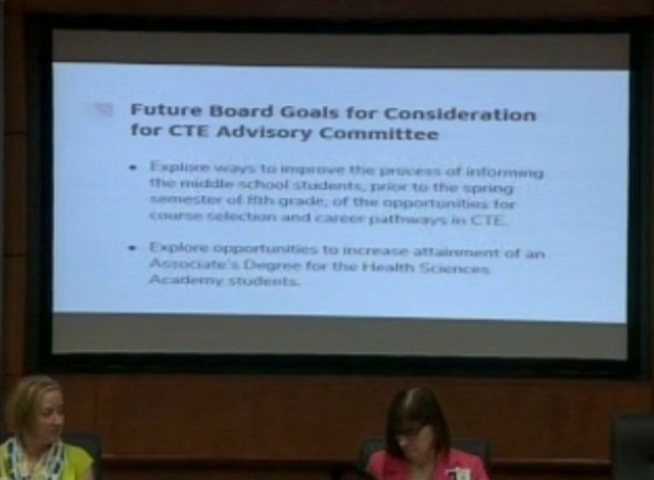 Future Board Goals for Consideration
for CTE Advisory Committee
• Explore ways to improve the process of informing
the middle school students, prior to the spring
semester of 8th grade, of the opportunities for
course selection and career pathways in CTE.
• Explore opportunities to increase attainment of an
Associate's Degree for the Health Sciences
Academy students.